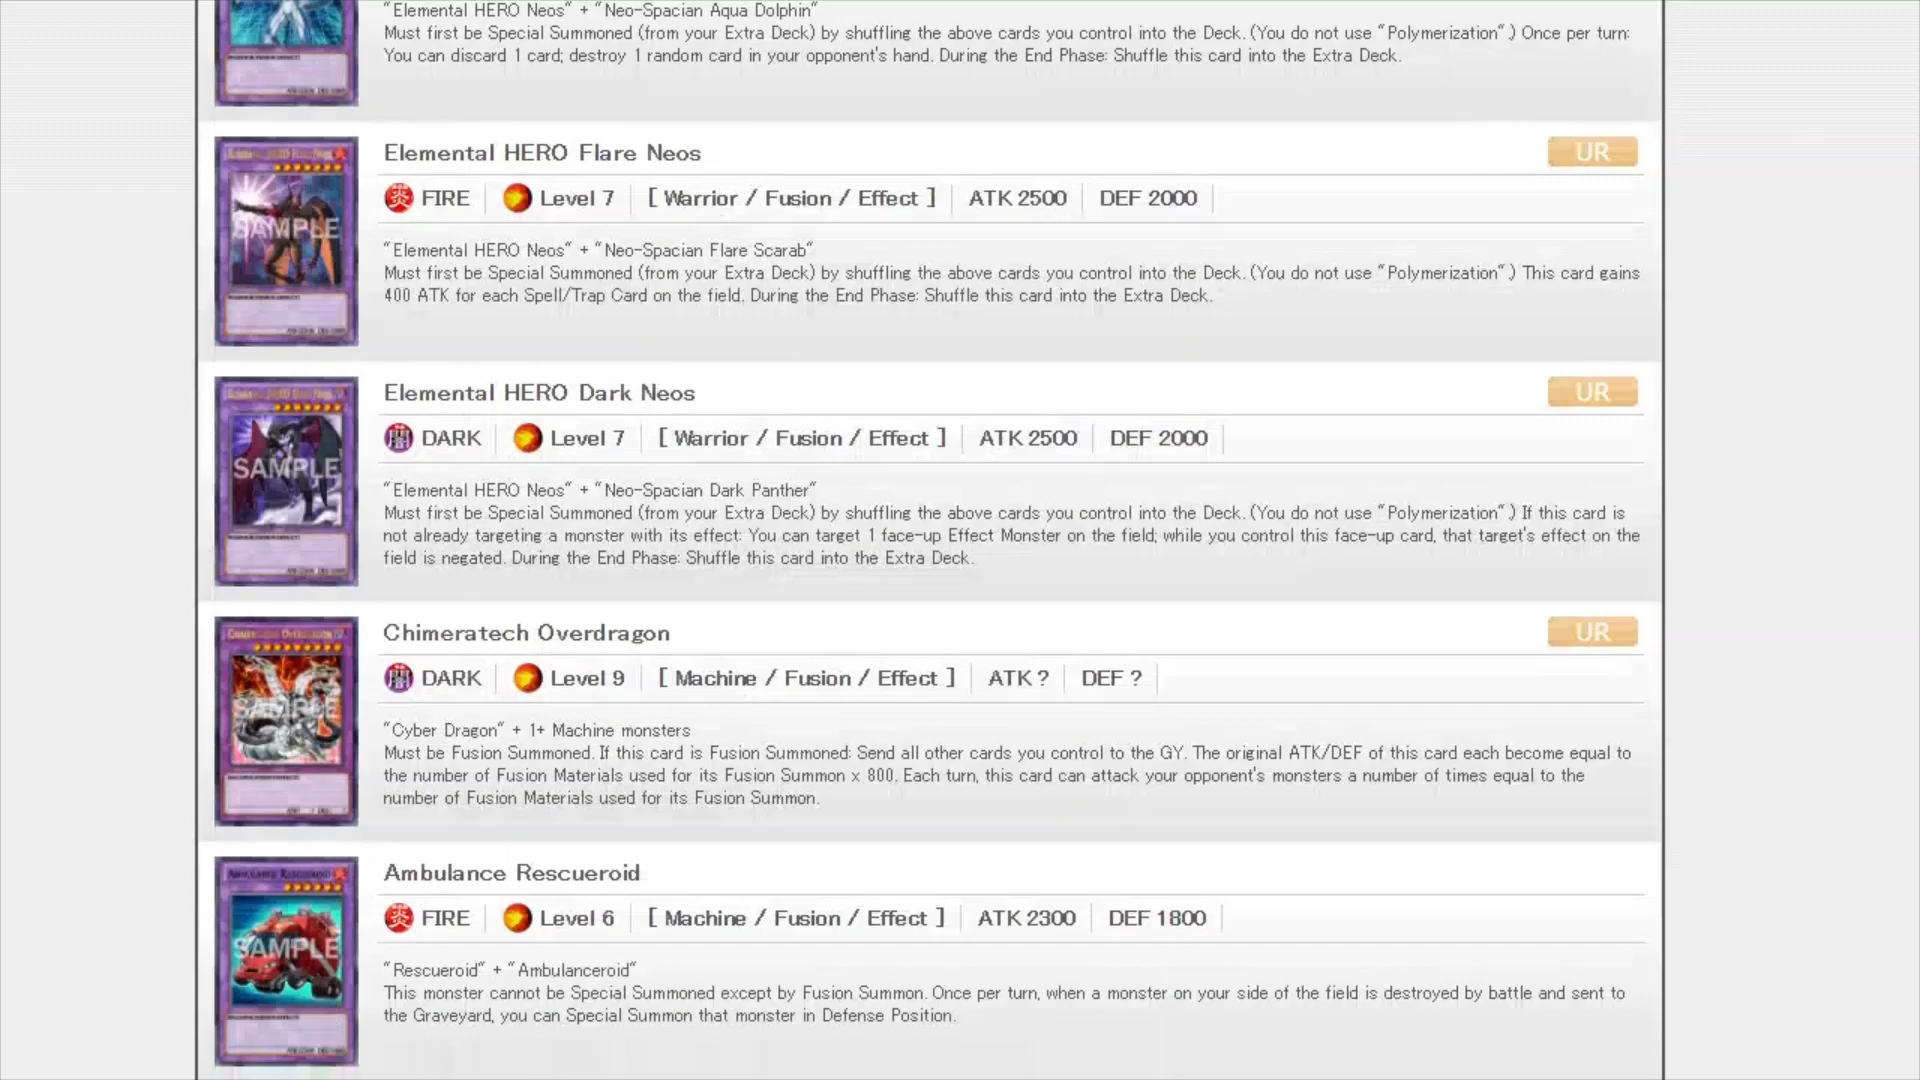 "Elemental HERO Neos" + "Neo-Spacian Aqua Dolphin"
Must first be Special Summoned (from your Extra Deck) by shuffling the above cards you control into the Deck. (You do not use "Polymerization".) Once per turn:
You can discard 1 card; destroy 1 random card in your opponent's hand. During the End Phase: Shuffle this card into the Extra Deck.
Elemental HERO Flare Neos
UR
炎 FIRE Level 7 [ Warrior / Fusion / Effect ] ATK 2500 DEF 2000
SAMPLE
"Elemental HERO Neos" + "Neo-Spacian Flare Scarab"
Must first be Special Summoned (from your Extra Deck) by shuffling the above cards you control into the Deck. (You do not use "Polymerization".) This card gains
400 ATK for each Spell/Trap Card on the field. During the End Phase: Shuffle this card into the Extra Deck.
Elemental HERO Dark Neos
UR
闇 DARK Level 7 [ Warrior / Fusion / Effect ] ATK 2500 DEF 2000
SAMPLE
"Elemental HERO Neos" + "Neo-Spacian Dark Panther"
Must first be Special Summoned (from your Extra Deck) by shuffling the above cards you control into the Deck. (You do not use "Polymerization".) If this card is
not already targeting a monster with its effect: You can target 1 face-up Effect Monster on the field; while you control this face-up card, that target's effect on the
field is negated. During the End Phase: Shuffle this card into the Extra Deck.
Chimeratech Overdragon
UR
闇 DARK Level 9 [ Machine / Fusion / Effect ] ATK ? DEF ?
SAMPLE
"Cyber Dragon" + 1+ Machine monsters
Must be Fusion Summoned. If this card is Fusion Summoned: Send all other cards you control to the GY. The original ATK/DEF of this card each become equal to
the number of Fusion Materials used for its Fusion Summon x 800. Each turn, this card can attack your opponent's monsters a number of times equal to the
number of Fusion Materials used for its Fusion Summon.
Ambulance Rescueroid
炎 FIRE Level 6 [ Machine / Fusion / Effect ] ATK 2300 DEF 1800
SAMPLE
"Rescueroid" + "Ambulanceroid"
This monster cannot be Special Summoned except by Fusion Summon. Once per turn, when a monster on your side of the field is destroyed by battle and sent to
the Graveyard, you can Special Summon that monster in Defense Position.